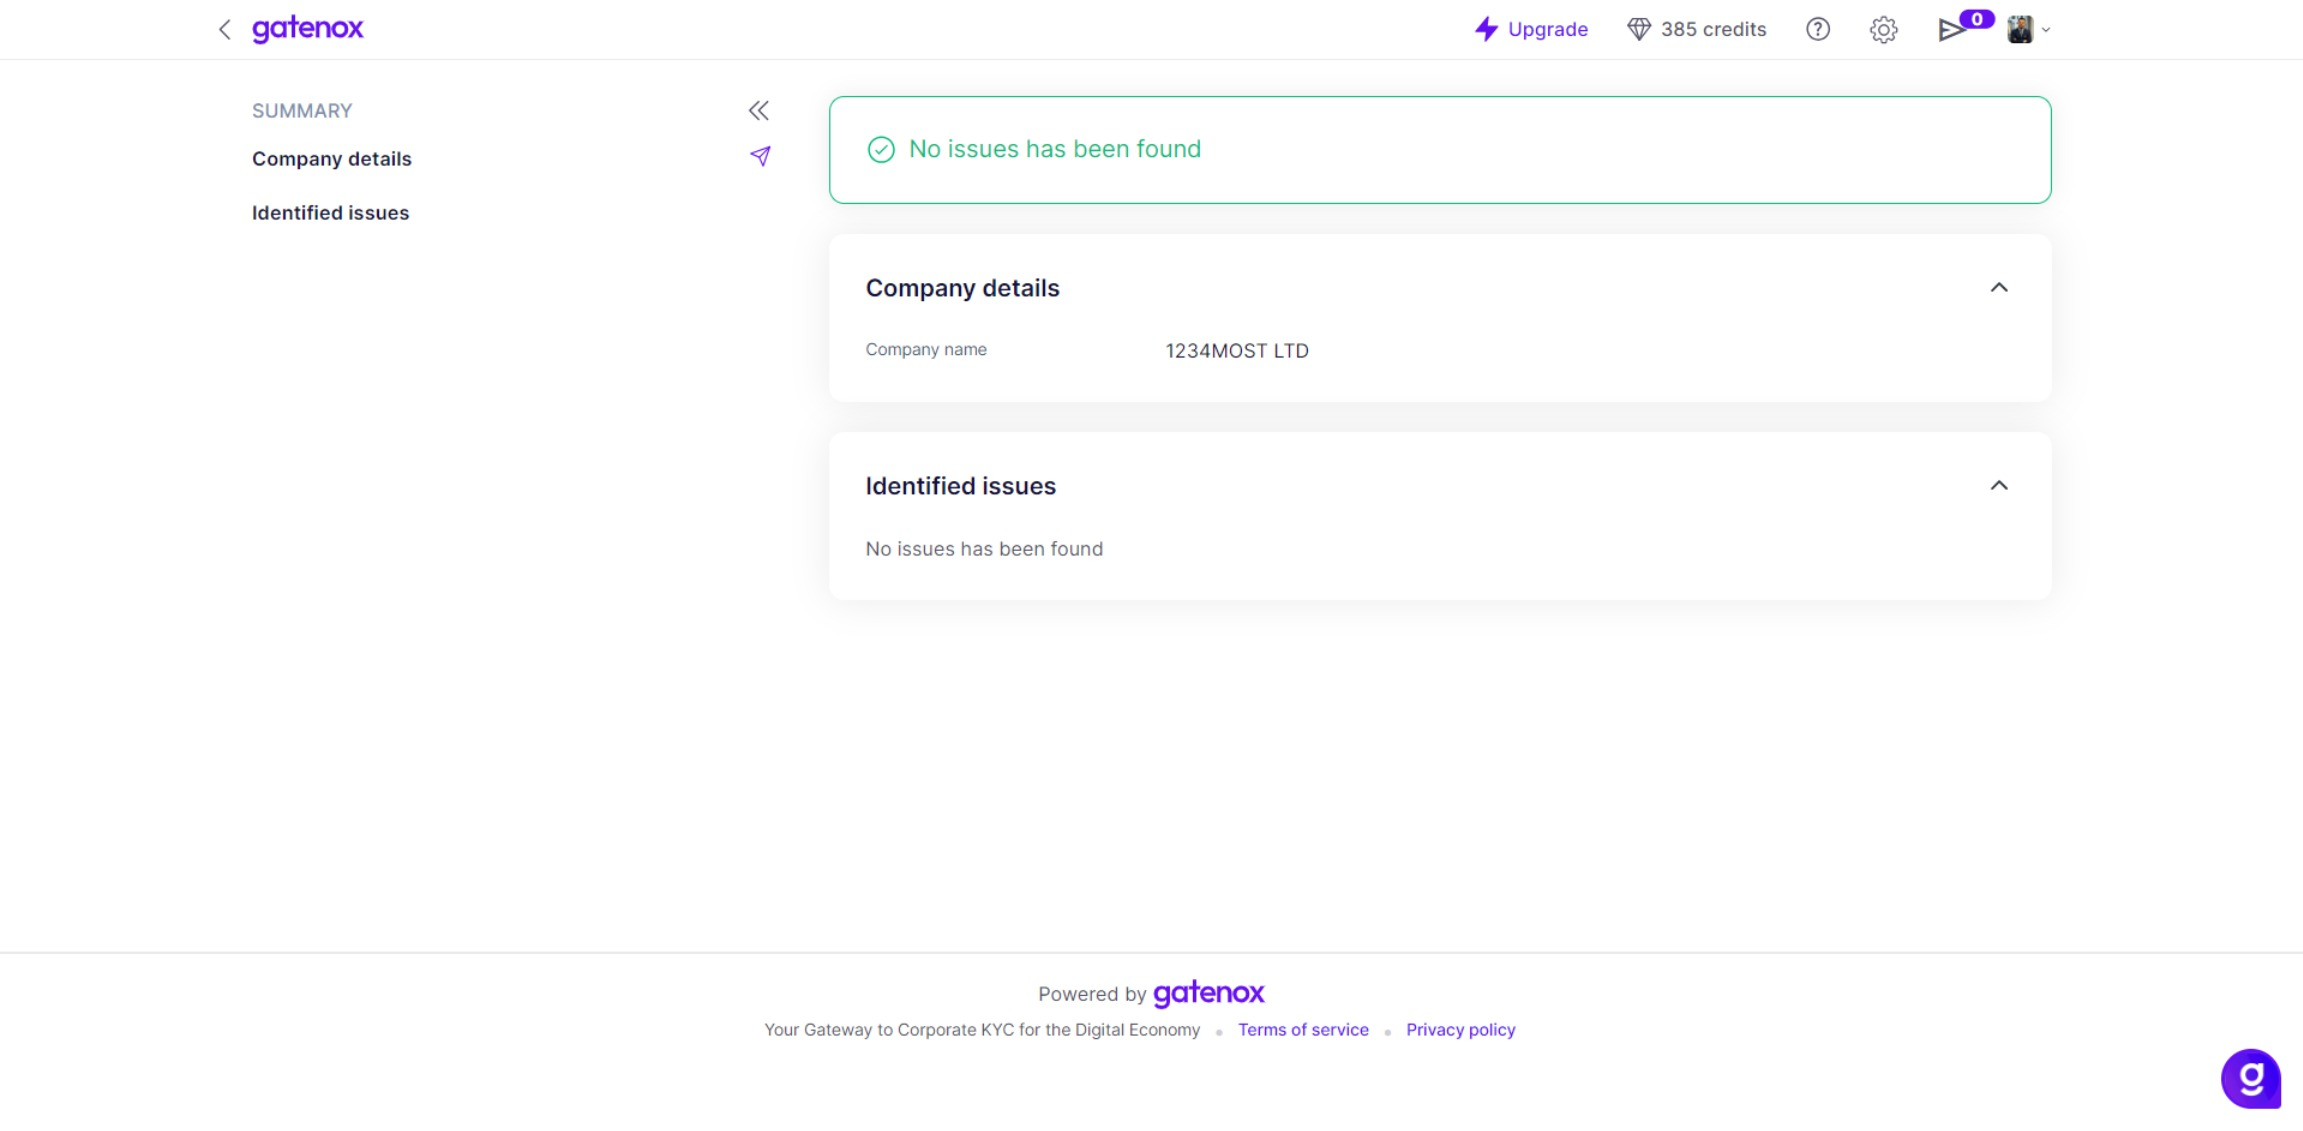 gatenox
Upgrade
385 credits
0
SUMMARY
Company details
Identified issues
No issues has been found
Company details
Company name
1234MOST LTD
Identified issues
No issues has been found
Powered by gatenox
Your Gateway to Corporate KYC for the Digital Economy
Terms of service
Privacy policy
g